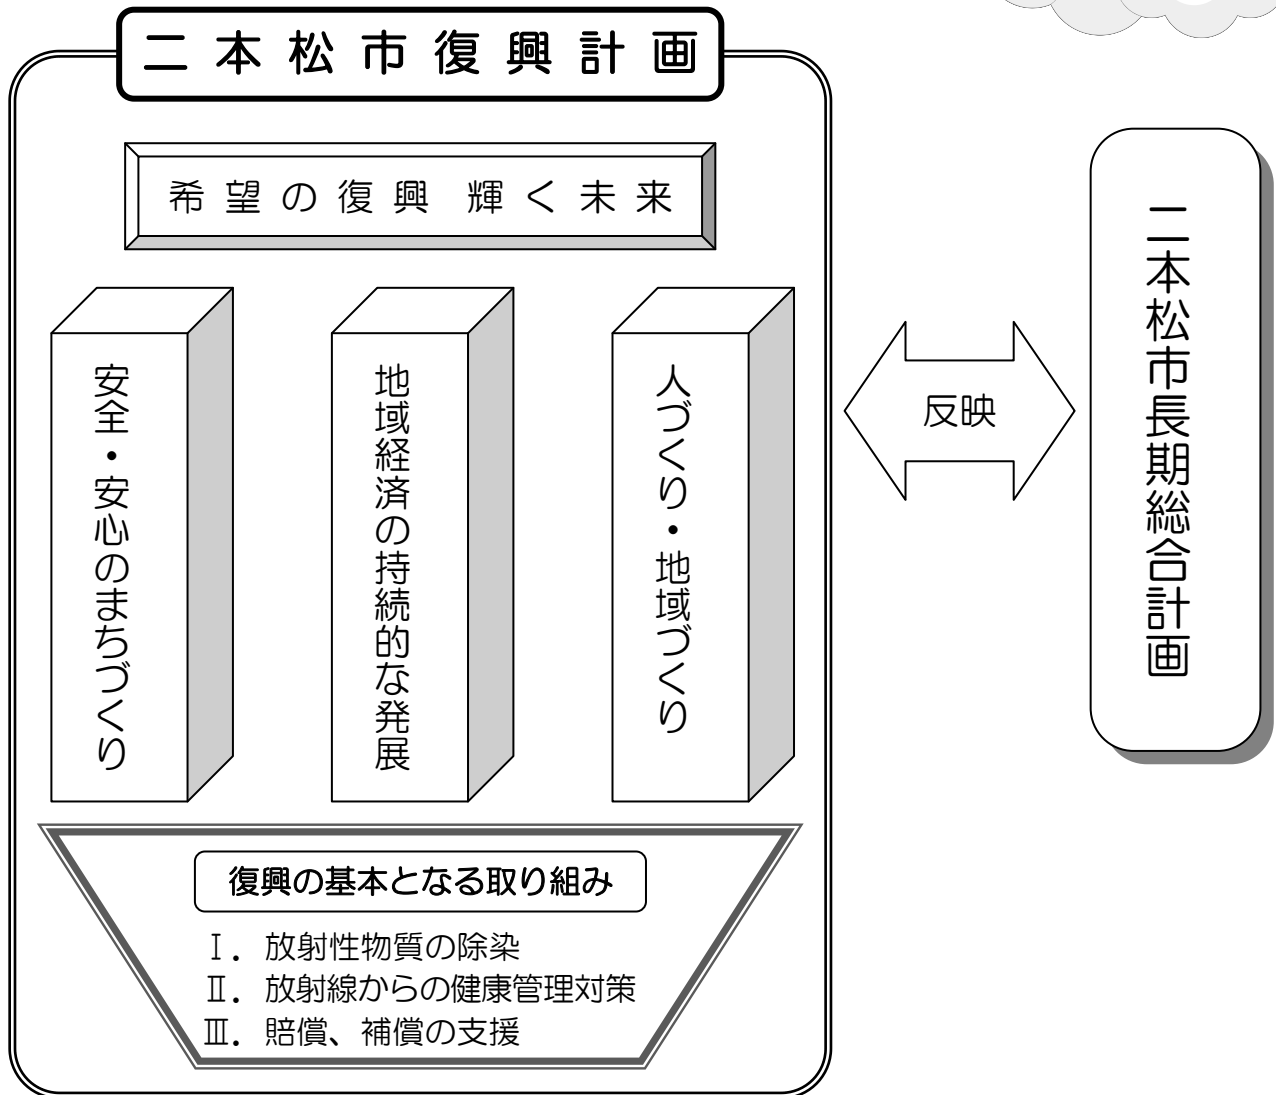 二本松市復興計画
希望の復興 輝く未来
安全・安心のまちづくり
地域経済の持続的な発展
人づくり・地域づくり
反映
二本松市長期総合計画
復興の基本となる取り組み
Ⅰ．放射性物質の除染
Ⅱ．放射線からの健康管理対策
Ⅲ．賠償、補償の支援